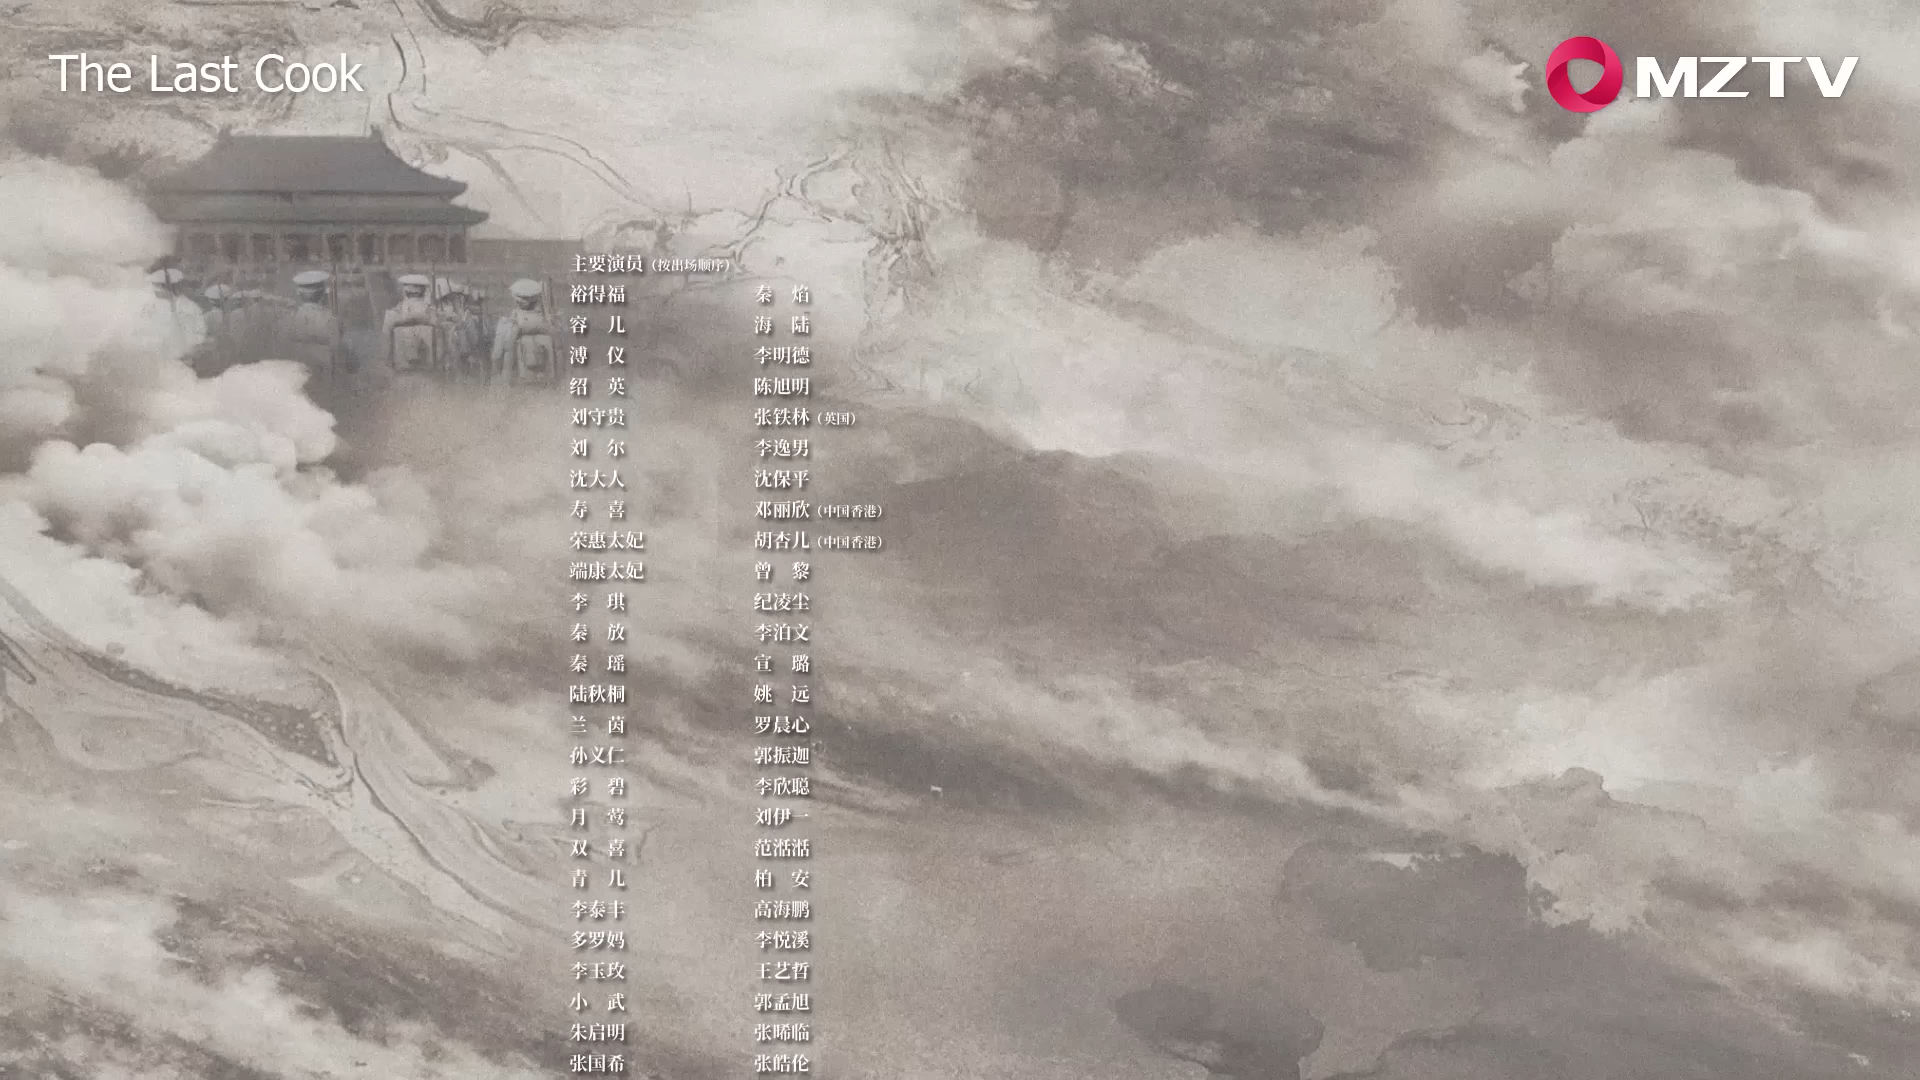 The Last Cook
MZTV
主要演员（按出场顺序）
裕得福 秦 焰
容 儿 海 陆
溥 仪 李明德
绍 英 陈旭明
刘守贵 张铁林（英国）
刘 尔 李逸男
沈大人 沈保平
寿 喜 邓丽欣（中国香港）
荣惠太妃 胡杏儿（中国香港）
端康太妃 曾 黎
李 琪 纪凌尘
秦 放 李泊文
秦 瑶 宣 璐
陆秋桐 姚 远
兰 茵 罗晨心
孙义仁 郭振迦
彩 碧 李欣聪
月 莺 刘伊一
双 喜 范湉湉
青 儿 柏 安
李泰丰 高海鹏
多罗妈 李悦溪
李玉玫 王艺哲
小 武 郭孟旭
朱启明 张晞临
张国希 张皓伦